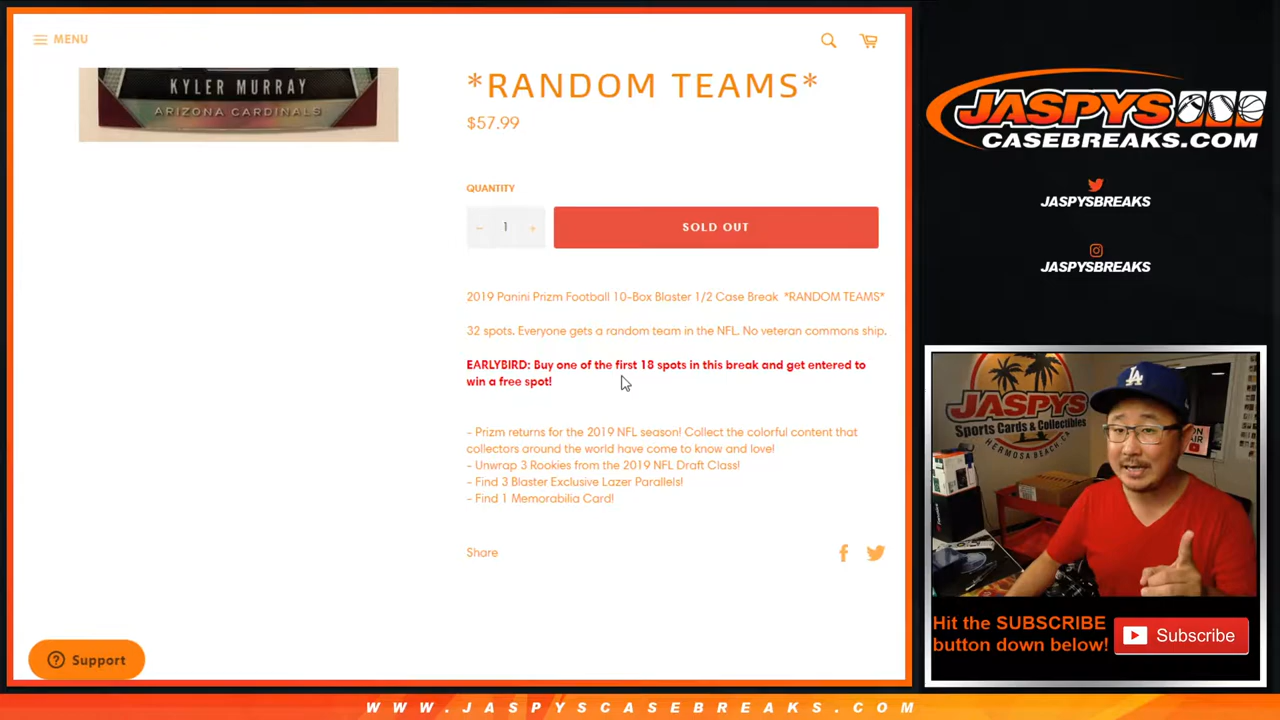 MENU
KYLER MURRAY
ARIZONA CARDINALS
*RANDOM TEAMS*
$57.99
QUANTITY
− 1 +
SOLD OUT
2019 Panini Prizm Football 10-Box Blaster 1/2 Case Break *RANDOM TEAMS*
32 spots. Everyone gets a random team in the NFL. No veteran commons ship.
EARLYBIRD: Buy one of the first 18 spots in this break and get entered to
win a free spot!
- Prizm returns for the 2019 NFL season! Collect the colorful content that
collectors around the world have come to know and love!
- Unwrap 3 Rookies from the 2019 NFL Draft Class!
- Find 3 Blaster Exclusive Lazer Parallels!
- Find 1 Memorabilia Card!
Share
Support
JASPYS
CASEBREAKS.COM
JASPYSBREAKS
JASPYSBREAKS
JASPYS
Sports Cards & Collectibles
HERMOSA BEACH, CA
LA
ON
AIR
Hit the SUBSCRIBE
button down below!
Subscribe
WWW.JASPYSCASEBREAKS.COM